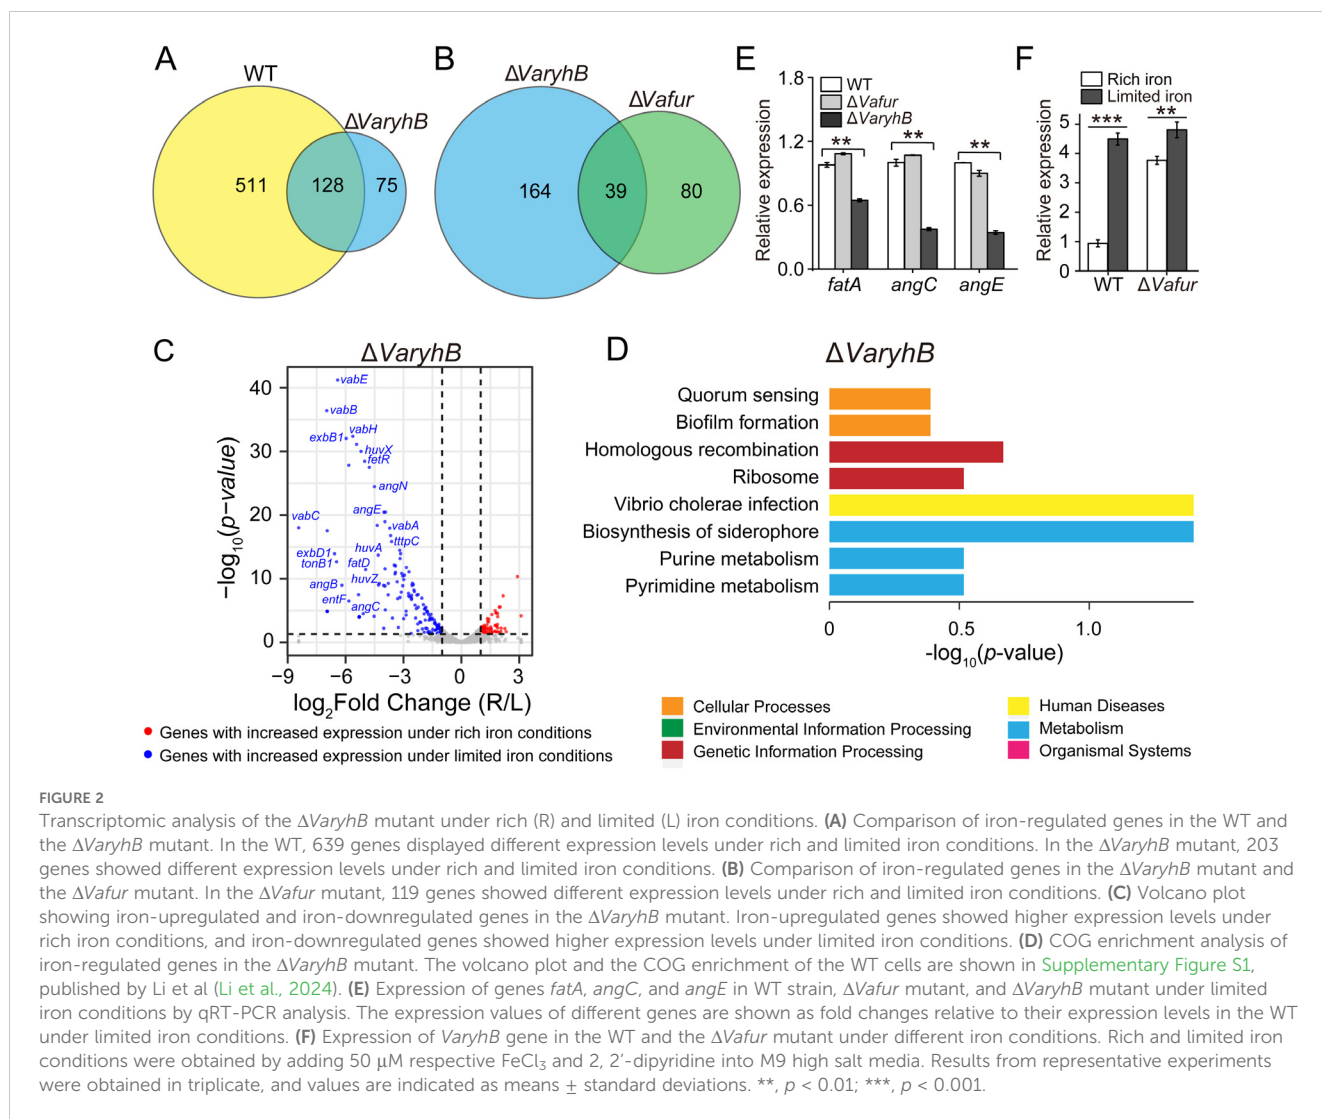 A
WT
ΔVaryhB
511
128
75
B
ΔVaryhB
ΔVafur
164
39
80
E
1.8
1.2
0.6
0.0
Relative expression
WT
ΔVafur
ΔVaryhB
**
**
**
fatA
angC
angE
F
Rich iron
Limited iron
***
**
5
4
3
2
1
0
Relative expression
WT
ΔVafur
C
ΔVaryhB
40
30
20
10
0
−log10(p−value)
vabE
vabB
vabH
exbB1
huvX
fetR
angN
angE
vabC
vabA
tttpC
huvA
exbD1
tonB1
fatD
huvZ
angB
entF
angC
−9
−6
−3
0
3
log2Fold Change (R/L)
Genes with increased expression under rich iron conditions
Genes with increased expression under limited iron conditions
D
ΔVaryhB
Quorum sensing
Biofilm formation
Homologous recombination
Ribosome
Vibrio cholerae infection
Biosynthesis of siderophore
Purine metabolism
Pyrimidine metabolism
0
0.5
1.0
-log10(p-value)
Cellular Processes
Environmental Information Processing
Genetic Information Processing
Human Diseases
Metabolism
Organismal Systems
FIGURE 2
Transcriptomic analysis of the ΔVaryhB mutant under rich (R) and limited (L) iron conditions. (A) Comparison of iron-regulated genes in the WT and
the ΔVaryhB mutant. In the WT, 639 genes displayed different expression levels under rich and limited iron conditions. In the ΔVaryhB mutant, 203
genes showed different expression levels under rich and limited iron conditions. (B) Comparison of iron-regulated genes in the ΔVaryhB mutant and
the ΔVafur mutant. In the ΔVafur mutant, 119 genes showed different expression levels under rich and limited iron conditions. (C) Volcano plot
showing iron-upregulated and iron-downregulated genes in the ΔVaryhB mutant. Iron-upregulated genes showed higher expression levels under
rich iron conditions, and iron-downregulated genes showed higher expression levels under limited iron conditions. (D) COG enrichment analysis of
iron-regulated genes in the ΔVaryhB mutant. The volcano plot and the COG enrichment of the WT cells are shown in Supplementary Figure S1,
published by Li et al (Li et al., 2024). (E) Expression of genes fatA, angC, and angE in WT strain, ΔVafur mutant, and ΔVaryhB mutant under limited
iron conditions by qRT-PCR analysis. The expression values of different genes are shown as fold changes relative to their expression levels in the WT
under limited iron conditions. (F) Expression of VaryhB gene in the WT and the ΔVafur mutant under different iron conditions. Rich and limited iron
conditions were obtained by adding 50 μM respective FeCl3 and 2, 2′-dipyridine into M9 high salt media. Results from representative experiments
were obtained in triplicate, and values are indicated as means ± standard deviations. **, p < 0.01; ***, p < 0.001.